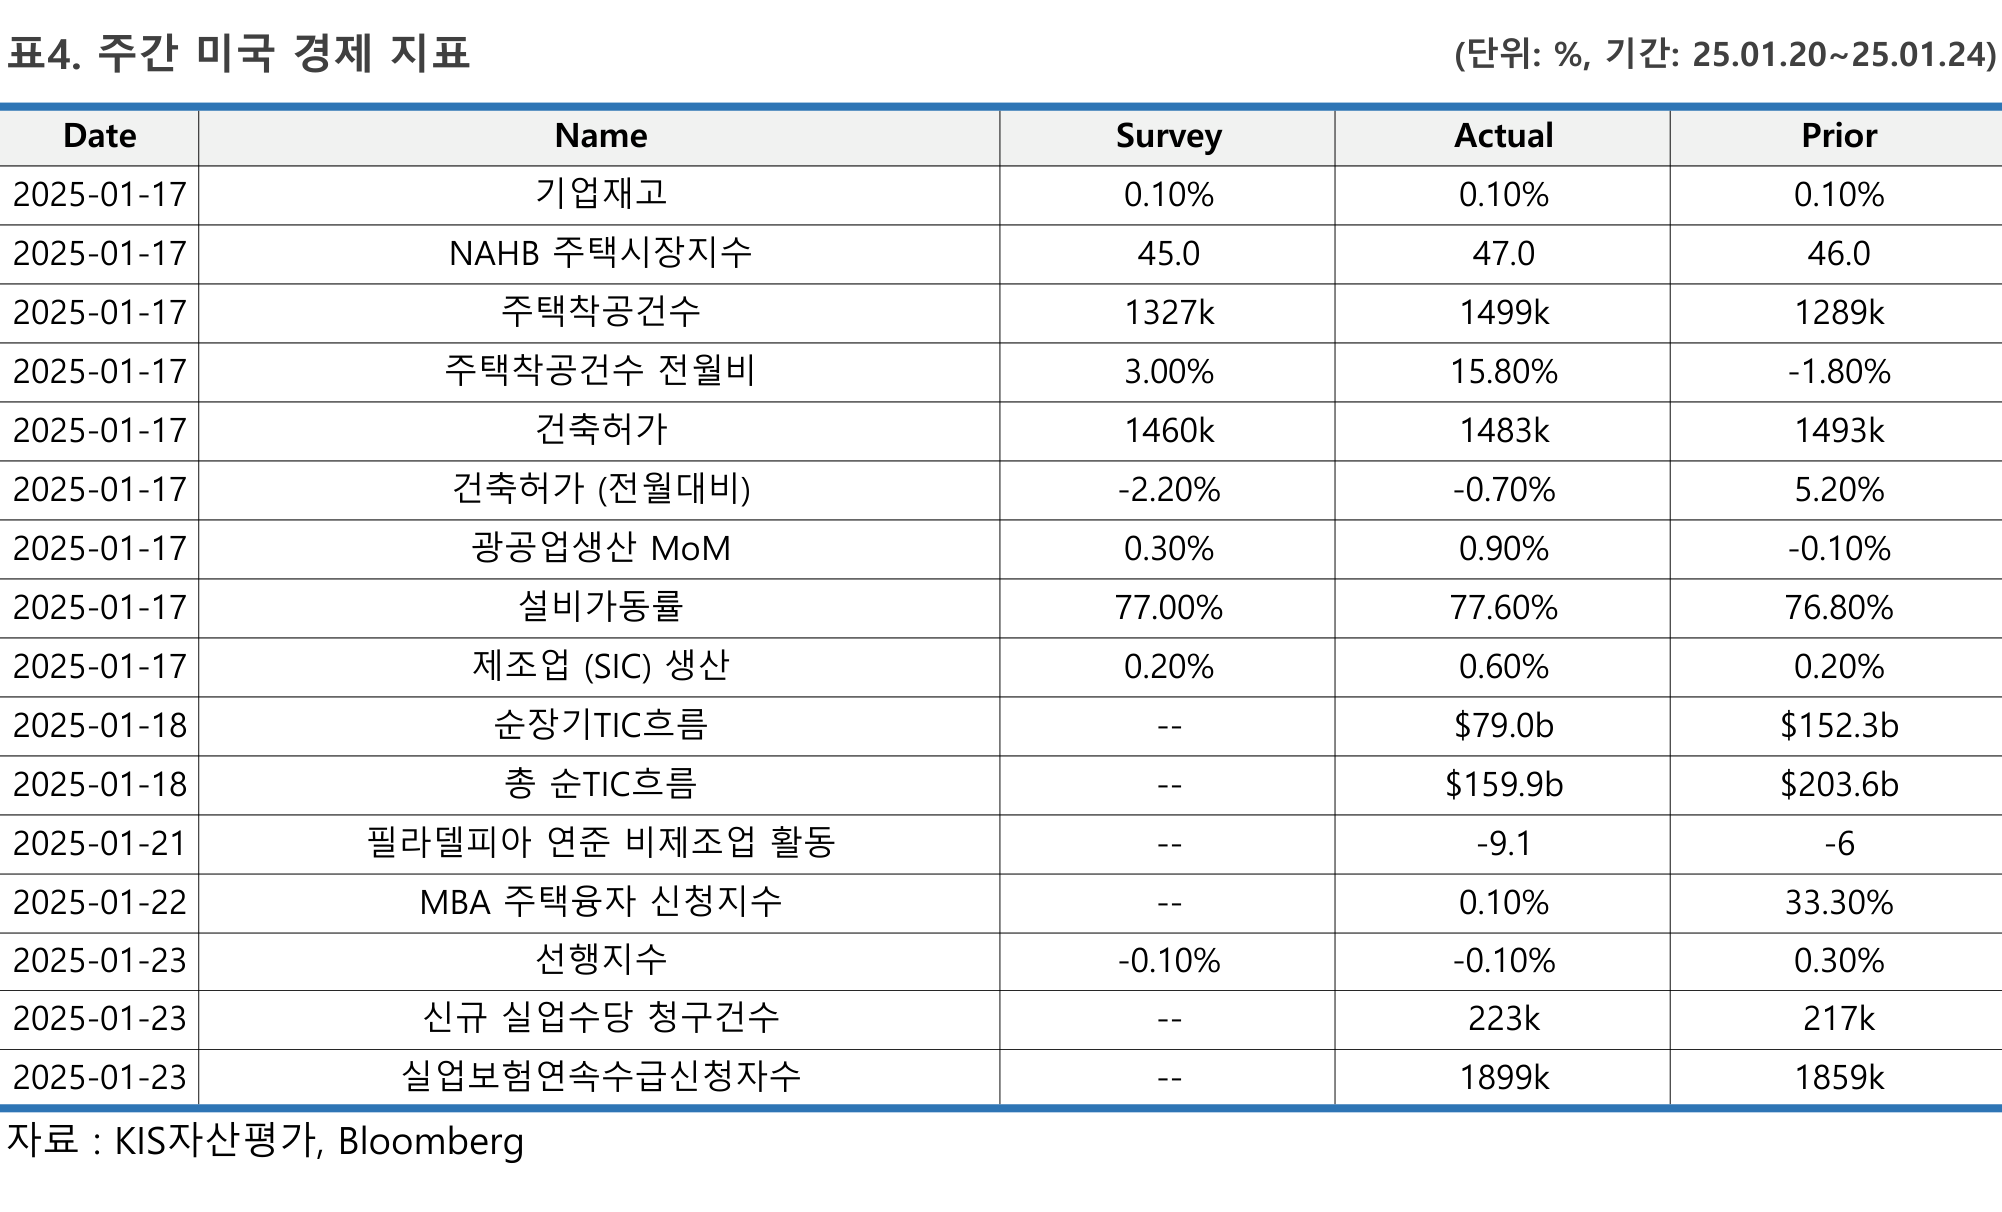 표4. 주간 미국 경제 지표 (단위: %, 기간: 25.01.20~25.01.24)
Date Name Survey Actual Prior
2025-01-17 기업재고 0.10% 0.10% 0.10%
2025-01-17 NAHB 주택시장지수 45.0 47.0 46.0
2025-01-17 주택착공건수 1327k 1499k 1289k
2025-01-17 주택착공건수 전월비 3.00% 15.80% -1.80%
2025-01-17 건축허가 1460k 1483k 1493k
2025-01-17 건축허가 (전월대비) -2.20% -0.70% 5.20%
2025-01-17 광공업생산 MoM 0.30% 0.90% -0.10%
2025-01-17 설비가동률 77.00% 77.60% 76.80%
2025-01-17 제조업 (SIC) 생산 0.20% 0.60% 0.20%
2025-01-18 순장기TIC흐름 -- $79.0b $152.3b
2025-01-18 총 순TIC흐름 -- $159.9b $203.6b
2025-01-21 필라델피아 연준 비제조업 활동 -- -9.1 -6
2025-01-22 MBA 주택융자 신청지수 -- 0.10% 33.30%
2025-01-23 선행지수 -0.10% -0.10% 0.30%
2025-01-23 신규 실업수당 청구건수 -- 223k 217k
2025-01-23 실업보험연속수급신청자수 -- 1899k 1859k
자료 : KIS자산평가, Bloomberg